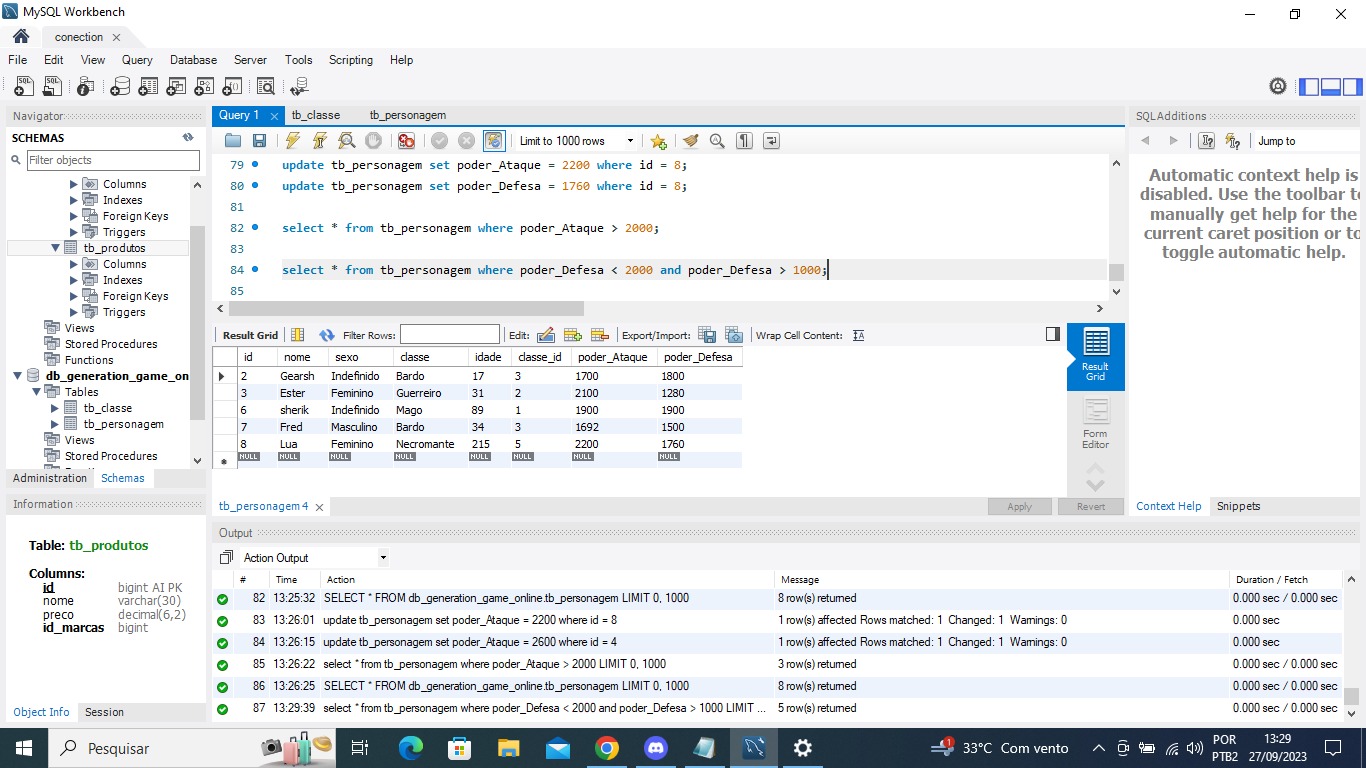 MySQL Workbench
conection
File Edit View Query Database Server Tools Scripting Help
Navigator
SCHEMAS
Filter objects
Columns
Indexes
Foreign Keys
Triggers
tb_produtos
Columns
Indexes
Foreign Keys
Triggers
Views
Stored Procedures
Functions
db_generation_game_on
Tables
tb_classe
tb_personagem
Views
Stored Procedures
Administration Schemas
Information
Table: tb_produtos
Columns:
id bigint AI PK
nome varchar(30)
preco decimal(6,2)
id_marcas bigint
Object Info Session
Query 1 tb_classe tb_personagem
Limit to 1000 rows
79 update tb_personagem set poder_Ataque = 2200 where id = 8;
80 update tb_personagem set poder_Defesa = 1760 where id = 8;
81
82 select * from tb_personagem where poder_Ataque > 2000;
83
84 select * from tb_personagem where poder_Defesa < 2000 and poder_Defesa > 1000;
85
Result Grid Filter Rows: Edit: Export/Import: Wrap Cell Content:
id nome sexo classe idade classe_id poder_Ataque poder_Defesa
2 Gearsh Indefinido Bardo 17 3 1700 1800
3 Ester Feminino Guerreiro 31 2 2100 1280
6 sherik Indefinido Mago 89 1 1900 1900
7 Fred Masculino Bardo 34 3 1692 1500
8 Lua Feminino Necromante 215 5 2200 1760
NULL NULL NULL NULL NULL NULL NULL NULL
Result
Grid
Form
Editor
tb_personagem 4
Apply Revert
SQLAdditions
Jump to
Automatic context help is
disabled. Use the toolbar to
manually get help for the
current caret position or to
toggle automatic help.
Context Help Snippets
Output
Action Output
# Time Action Message Duration / Fetch
82 13:25:32 SELECT * FROM db_generation_game_online.tb_personagem LIMIT 0, 1000 8 row(s) returned 0.000 sec / 0.000 sec
83 13:26:01 update tb_personagem set poder_Ataque = 2200 where id = 8 1 row(s) affected Rows matched: 1 Changed: 1 Warnings: 0 0.000 sec
84 13:26:15 update tb_personagem set poder_Ataque = 2600 where id = 4 1 row(s) affected Rows matched: 1 Changed: 1 Warnings: 0 0.000 sec
85 13:26:22 select * from tb_personagem where poder_Ataque > 2000 LIMIT 0, 1000 3 row(s) returned 0.000 sec / 0.000 sec
86 13:26:25 SELECT * FROM db_generation_game_online.tb_personagem LIMIT 0, 1000 8 row(s) returned 0.000 sec / 0.000 sec
87 13:29:39 select * from tb_personagem where poder_Defesa < 2000 and poder_Defesa > 1000 LIMIT ... 5 row(s) returned 0.000 sec / 0.000 sec
Pesquisar
1
33°C Com vento
POR
PTB2
13:29
27/09/2023